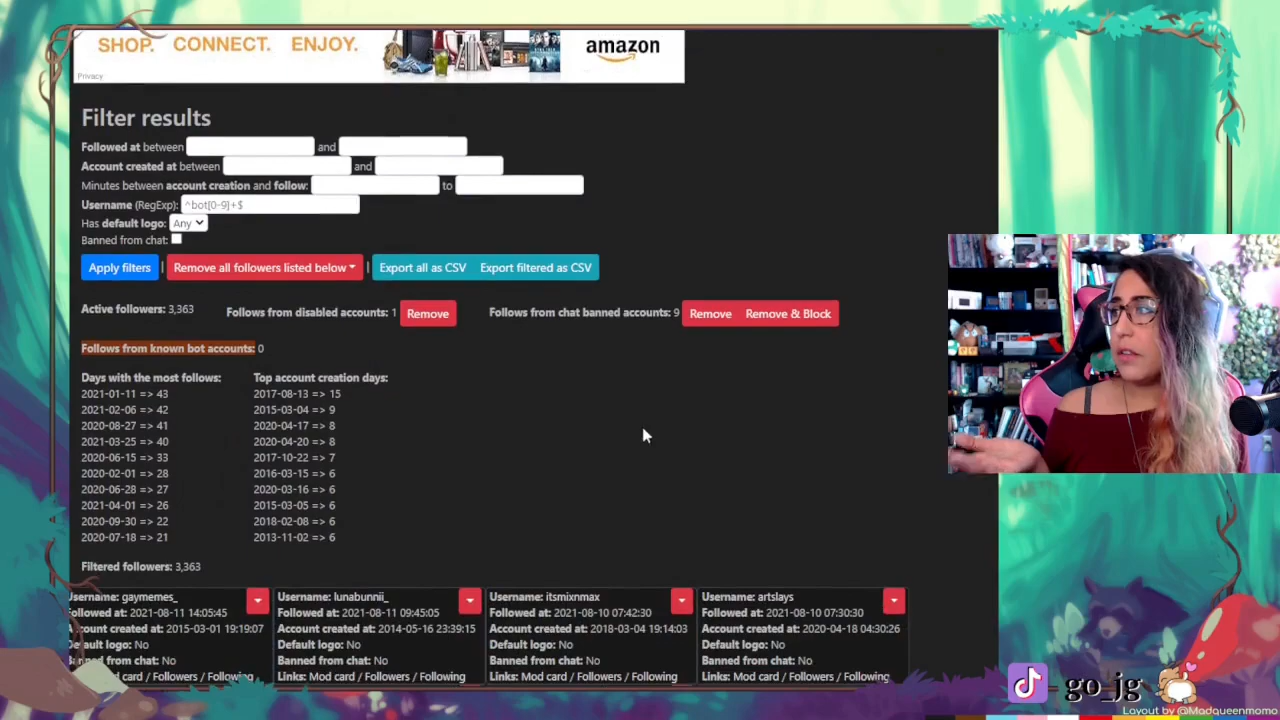 SHOP. CONNECT. ENJOY.
amazon
Privacy
Filter results
Followed at between and
Account created at between and
Minutes between account creation and follow: to
Username (RegExp): ^bot[0-9]+$
Has default logo: Any
Banned from chat:
Apply filters | Remove all followers listed below | Export all as CSV Export filtered as CSV
Active followers: 3,363 Follows from disabled accounts: 1 Remove Follows from chat banned accounts: 9 Remove Remove & Block
Follows from known bot accounts: 0
Days with the most follows: Top account creation days:
2021-01-11 => 43 2017-08-13 => 15
2021-02-06 => 42 2015-03-04 => 9
2020-08-27 => 41 2020-04-17 => 8
2021-03-25 => 40 2020-04-20 => 8
2020-06-15 => 33 2017-10-22 => 7
2020-02-01 => 28 2016-03-15 => 6
2020-06-28 => 27 2020-03-16 => 6
2021-04-01 => 26 2015-03-05 => 6
2020-09-30 => 22 2018-02-08 => 6
2020-07-18 => 21 2013-11-02 => 6
Filtered followers: 3,363
Username: gaymemes_ Username: lunabunnii_ Username: itsmixnmax Username: artslays
Followed at: 2021-08-11 14:05:45 Followed at: 2021-08-11 09:45:05 Followed at: 2021-08-10 07:42:30 Followed at: 2021-08-10 07:30:30
Account created at: 2015-03-01 19:19:07 Account created at: 2014-05-16 23:39:15 Account created at: 2018-03-04 19:14:03 Account created at: 2020-04-18 04:30:26
Default logo: No Default logo: No Default logo: No Default logo: No
Banned from chat: No Banned from chat: No Banned from chat: No Banned from chat: No
Links: Mod card / Followers / Following Links: Mod card / Followers / Following Links: Mod card / Followers / Following Links: Mod card / Followers / Following
go_jg
Layout by @Madqueenmomo